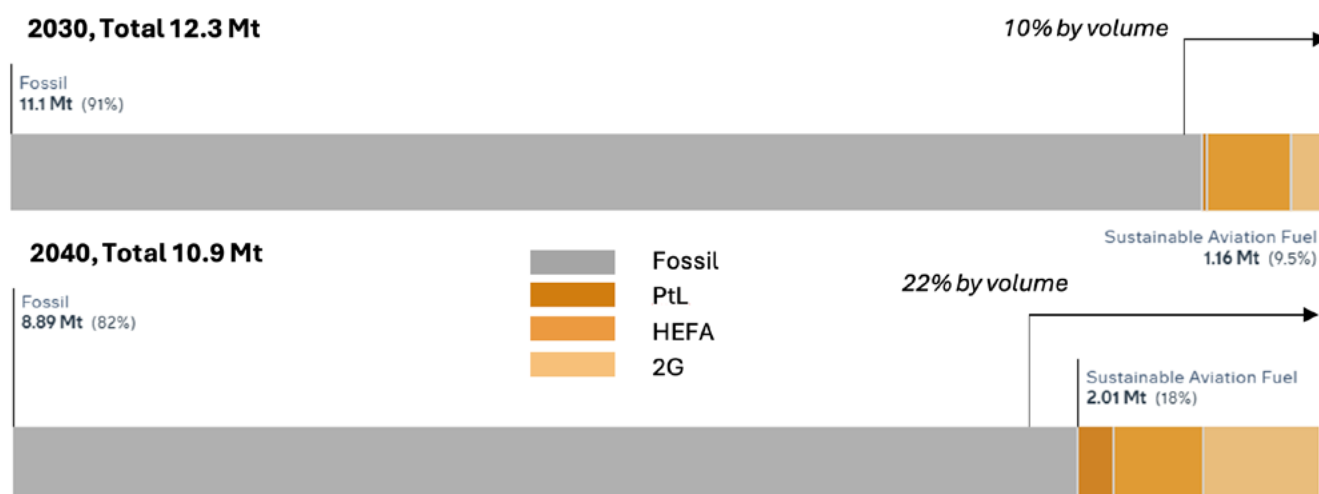 2030, Total 12.3 Mt
10% by volume
Fossil
11.1 Mt (91%)
Sustainable Aviation Fuel
1.16 Mt (9.5%)
2040, Total 10.9 Mt
Fossil
PtL
HEFA
2G
22% by volume
Fossil
8.89 Mt (82%)
Sustainable Aviation Fuel
2.01 Mt (18%)